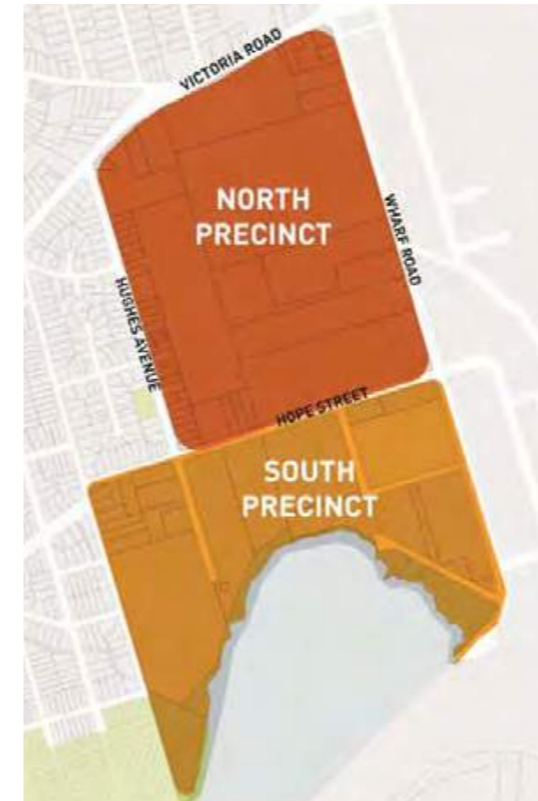 VICTORIA ROAD
NORTH
PRECINCT
WHARF ROAD
HUGHES AVENUE
HOPE STREET
SOUTH
PRECINCT